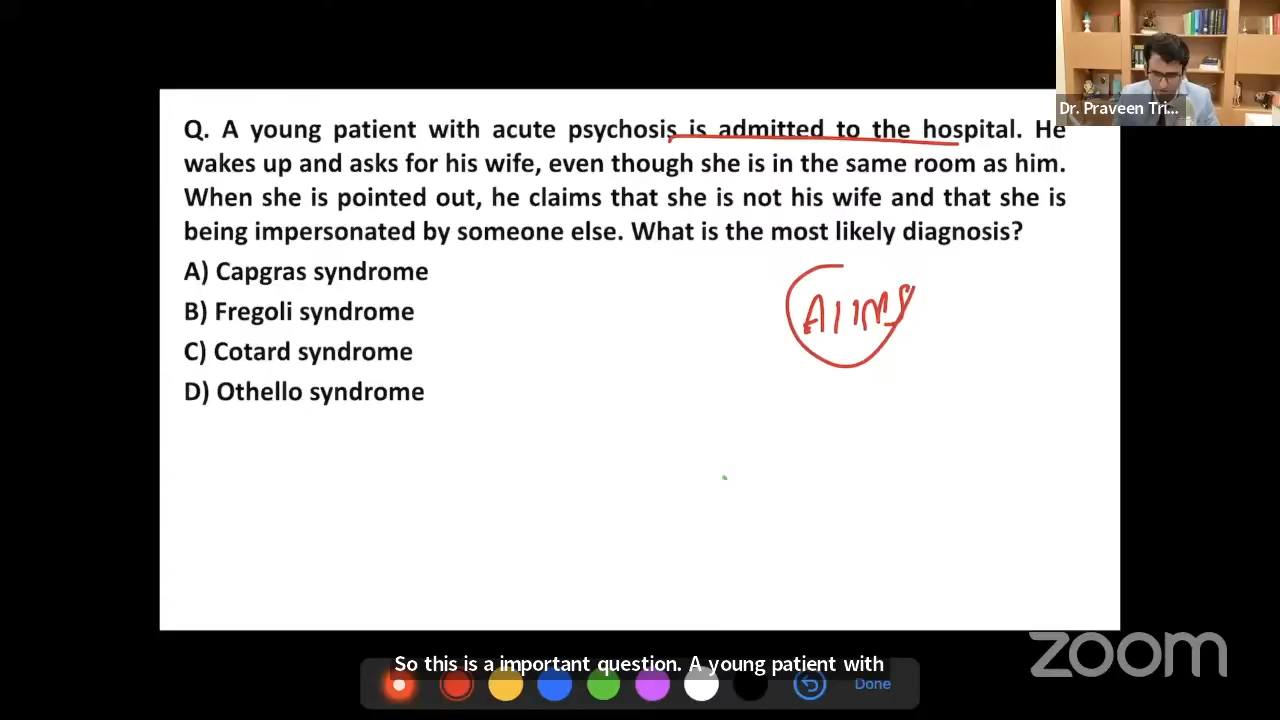 Dr. Praveen Tri...
Q. A young patient with acute psychosis is admitted to the hospital. He
wakes up and asks for his wife, even though she is in the same room as him.
When she is pointed out, he claims that she is not his wife and that she is
being impersonated by someone else. What is the most likely diagnosis?
A) Capgras syndrome
AIIMS
B) Fregoli syndrome
C) Cotard syndrome
D) Othello syndrome
zoom
So this is a important question. A young patient with
Done